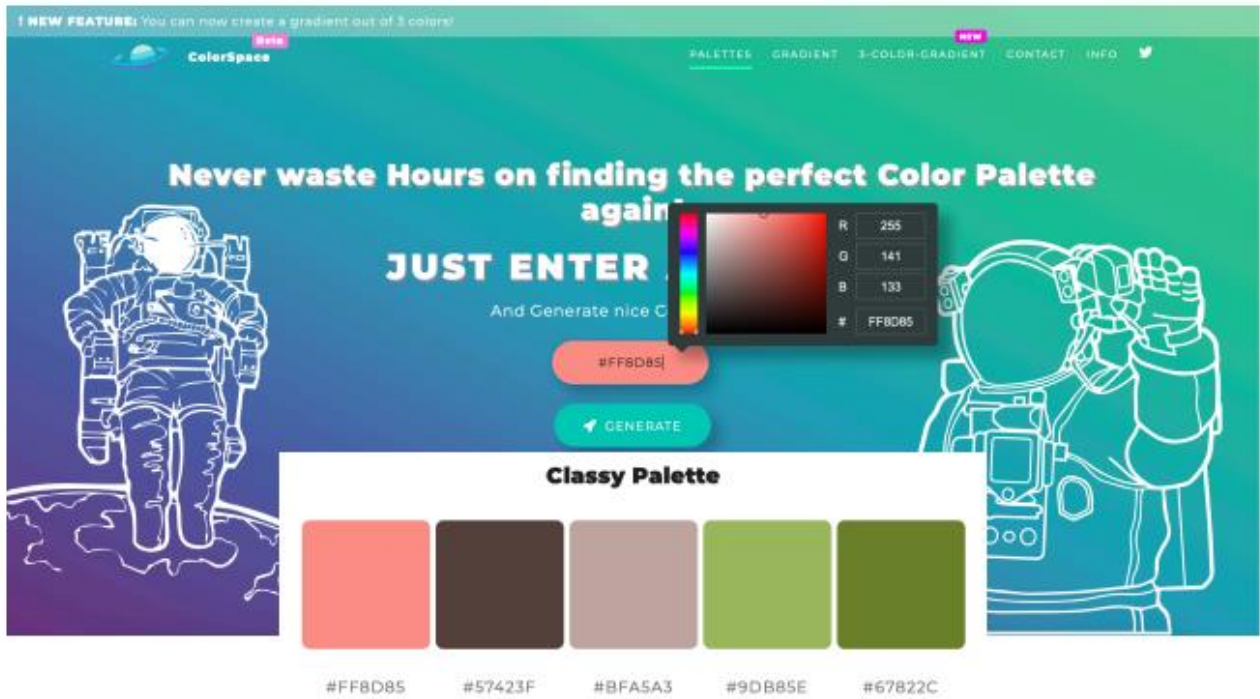 ! NEW FEATURE: You can now create a gradient out of 3 colors!
Beta
ColorSpace
NEW
PALETTES GRADIENT 3-COLOR-GRADIENT CONTACT INFO
Never waste Hours on finding the perfect Color Palette
again!
JUST ENTER
And Generate nice
R 255
G 141
B 133
# FF8D85
#FF8D85
GENERATE
Classy Palette
#FF8D85 #57423F #BFA5A3 #9DB85E #67822C